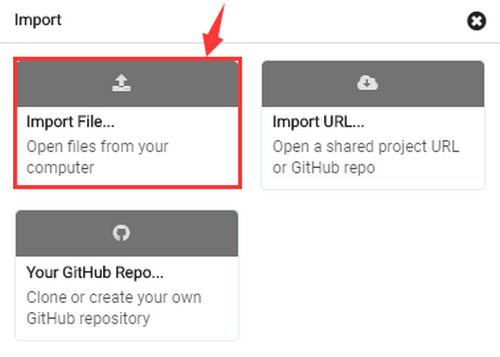 Import
Import File...
Open files from your
computer
Import URL...
Open a shared project URL
or GitHub repo
Your GitHub Repo...
Clone or create your own
GitHub repository